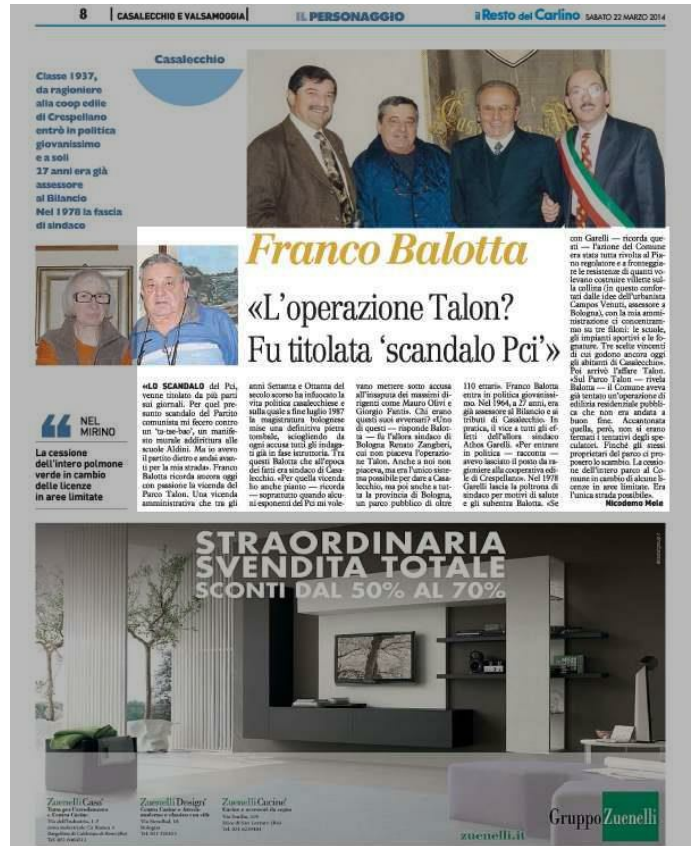 8
CASALECCHIO E VALSAMOGGIA
IL PERSONAGGIO
il Resto del Carlino SABATO 22 MARZO 2014
Casalecchio
Classe 1937,
da ragioniere
alla coop edile
di Crespellano
entrò in politica
giovanissimo
e a soli
27 anni era già
assessore
al Bilancio
Nel 1978 la fascia
di sindaco
Franco Balotta
«L'operazione Talon?
Fu titolata 'scandalo Pci'»
NEL
MIRINO
La cessione
dell'intero polmone
verde in cambio
delle licenze
in aree limitate
«LO SCANDALO del Pci,
venne titolato da più parti
sui giornali. Per quel pre-
sunto scandalo del Partito
comunista mi fecero contro
un 'ta-tse-bao', un manife-
sto murale addirittura alle
scuole Aldini. Ma io avevo
il partito dietro e andai avan-
ti per la mia strada». Franco
Balotta ricorda ancora oggi
con passione la vicenda del
Parco Talon. Una vicenda
amministrativa che tra gli
anni Settanta e Ottanta del
secolo scorso ha infuocato la
vita politica casalecchiese e
sulla quale a fine luglio 1987
la magistratura bolognese
mise una definitiva pietra
tombale, sciogliendo da
ogni accusa tutti gli indaga-
ti già in fase istruttoria. Tra
questi Balotta che all'epoca
dei fatti era sindaco di Casa-
lecchio. «Per quella vicenda
ho anche pianto — ricorda
— soprattutto quando alcu-
ni esponenti del Pci mi vole-
vano mettere sotto accusa
all'insaputa dei massimi di-
rigenti come Mauro Olivi e
Giorgio Fanti». Chi erano
questi suoi avversari? «Uno
di questi — risponde Balot-
ta — fu l'allora sindaco di
Bologna Renato Zangheri,
cui non piaceva l'operazio-
ne Talon. Anche a noi non
piaceva, ma era l'unico siste-
ma possibile per dare a Casa-
lecchio, ma poi anche a tut-
ta la provincia di Bologna,
un parco pubblico di oltre
110 ettari». Franco Balotta
entra in politica giovanissi-
mo. Nel 1964, a 27 anni, era
già assessore al Bilancio e ai
tributi di Casalecchio. In
pratica, il vice a tutti gli ef-
fetti dell'allora sindaco
Athos Garelli. «Per entrare
in politica — racconta —
avevo lasciato il posto da ra-
gioniere alla cooperativa edi-
le di Crespellano». Nel 1978
Garelli lascia la poltrona di
sindaco per motivi di salute
e gli subentra Balotta. «Se
con Garelli — ricorda que-
sti — l'azione del Comune
era stata tutta rivolta al Pia-
no regolatore e a fronteggia-
re le resistenze di quanti vo-
levano costruire villette sul-
la collina (in questo confor-
tati dalle idee dell'urbanista
Campos Venuti, assessore a
Bologna), con la mia ammi-
nistrazione ci concentram-
mo su tre filoni: le scuole,
gli impianti sportivi e le fo-
gnature. Tre scelte vincenti
di cui godono ancora oggi
gli abitanti di Casalecchio».
Poi arrivò l'affare Talon.
«Sul Parco Talon — rivela
Balotta — il Comune aveva
già tentato un'operazione di
edilizia residenziale pubbli-
ca che non era andata a
buon fine. Accantonata
quella, però, non si erano
fermati i tentativi degli spe-
culatori. Finché gli stessi
proprietari del parco ci pro-
posero lo scambio. La cessio-
ne dell'intero parco al Co-
mune in cambio di alcune li-
cenze in aree limitate. Era
l'unica strada possibile».
Nicodemo Mele
STRAORDINARIA
SVENDITA TOTALE
SCONTI DAL 50% AL 70%
ZuenelliCasa
ZuenelliDesign
ZuenelliCucine
Bologna
zuenelli.it
GruppoZuenelli